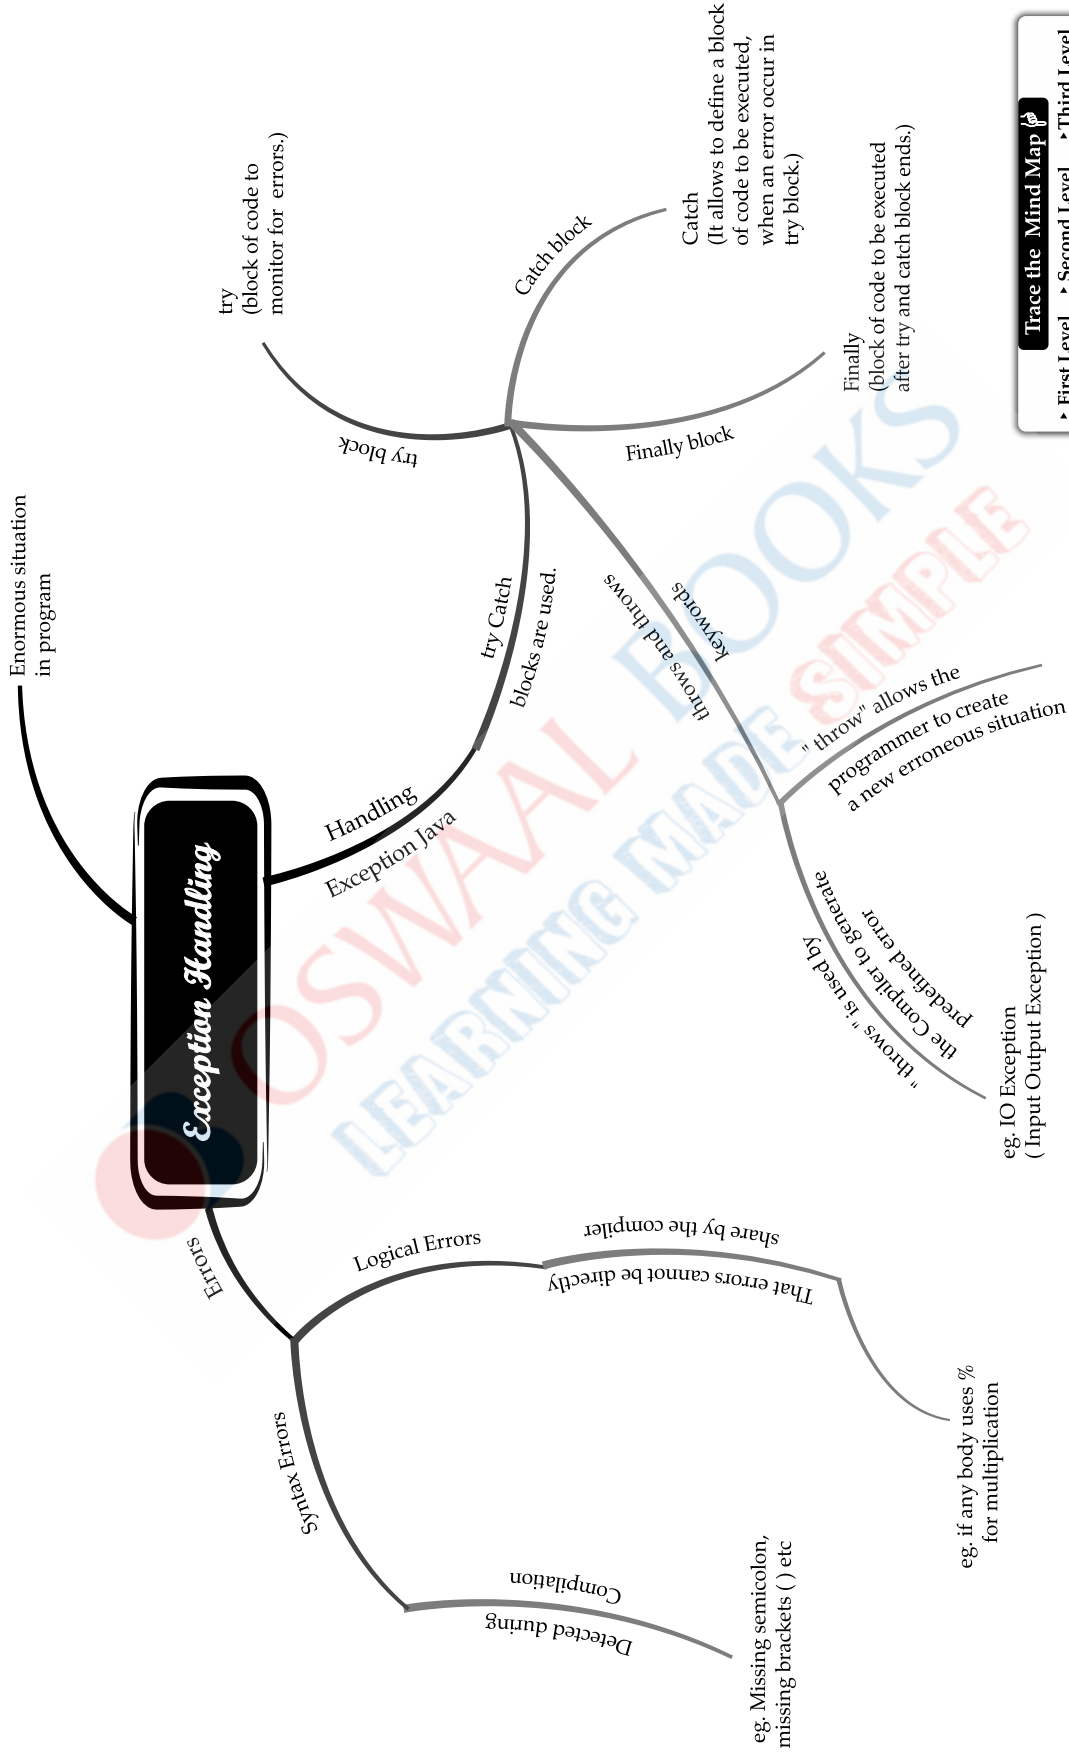 Enormous situation
in program
Exception Handling
Errors
Syntax Errors
Detected during
Compilation
eg. Missing semicolon,
missing brackets ( ) etc
Logical Errors
That errors cannot be directly
share by the compiler
eg. if any body uses %
for multiplication
Handling
Exception Java
try Catch
blocks are used.
try block
try
(block of code to
monitor for errors.)
Catch block
Catch
(It allows to define a block
of code to be executed,
when an error occur in
try block.)
Finally block
Finally
(block of code to be executed
after try and catch block ends.)
throws and throws
keywords
" throw" allows the
programmer to create
a new erroneous situation
" throws " is used by
the Compiler to generate
predefined error
eg. IO Exception
( Input Output Exception )
Trace the Mind Map
First Level
Second Level
Third Level
OSWAAL BOOKS
LEARNING MADE SIMPLE